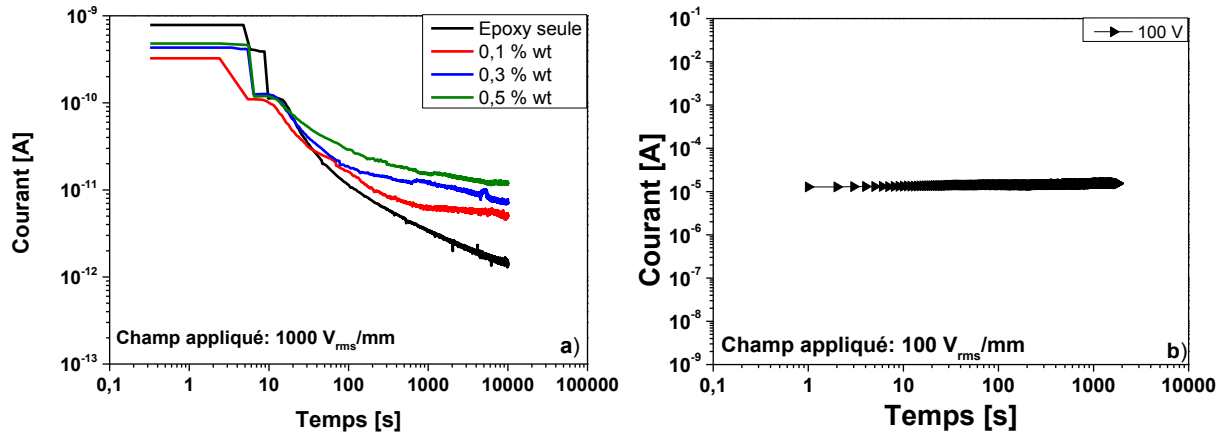 Epoxy seule
0,1 % wt
0,3 % wt
0,5 % wt
10⁻⁹
10⁻¹⁰
10⁻¹¹
10⁻¹²
10⁻¹³
Courant [A]
Champ appliqué: 1000 Vrms/mm
a)
0,1 1 10 100 1000 10000 100000
Temps [s]
100 V
10⁻¹
10⁻²
10⁻³
10⁻⁴
10⁻⁵
10⁻⁶
10⁻⁷
10⁻⁸
10⁻⁹
Courant [A]
Champ appliqué: 100 Vrms/mm
b)
0,1 1 10 100 1000 10000
Temps [s]